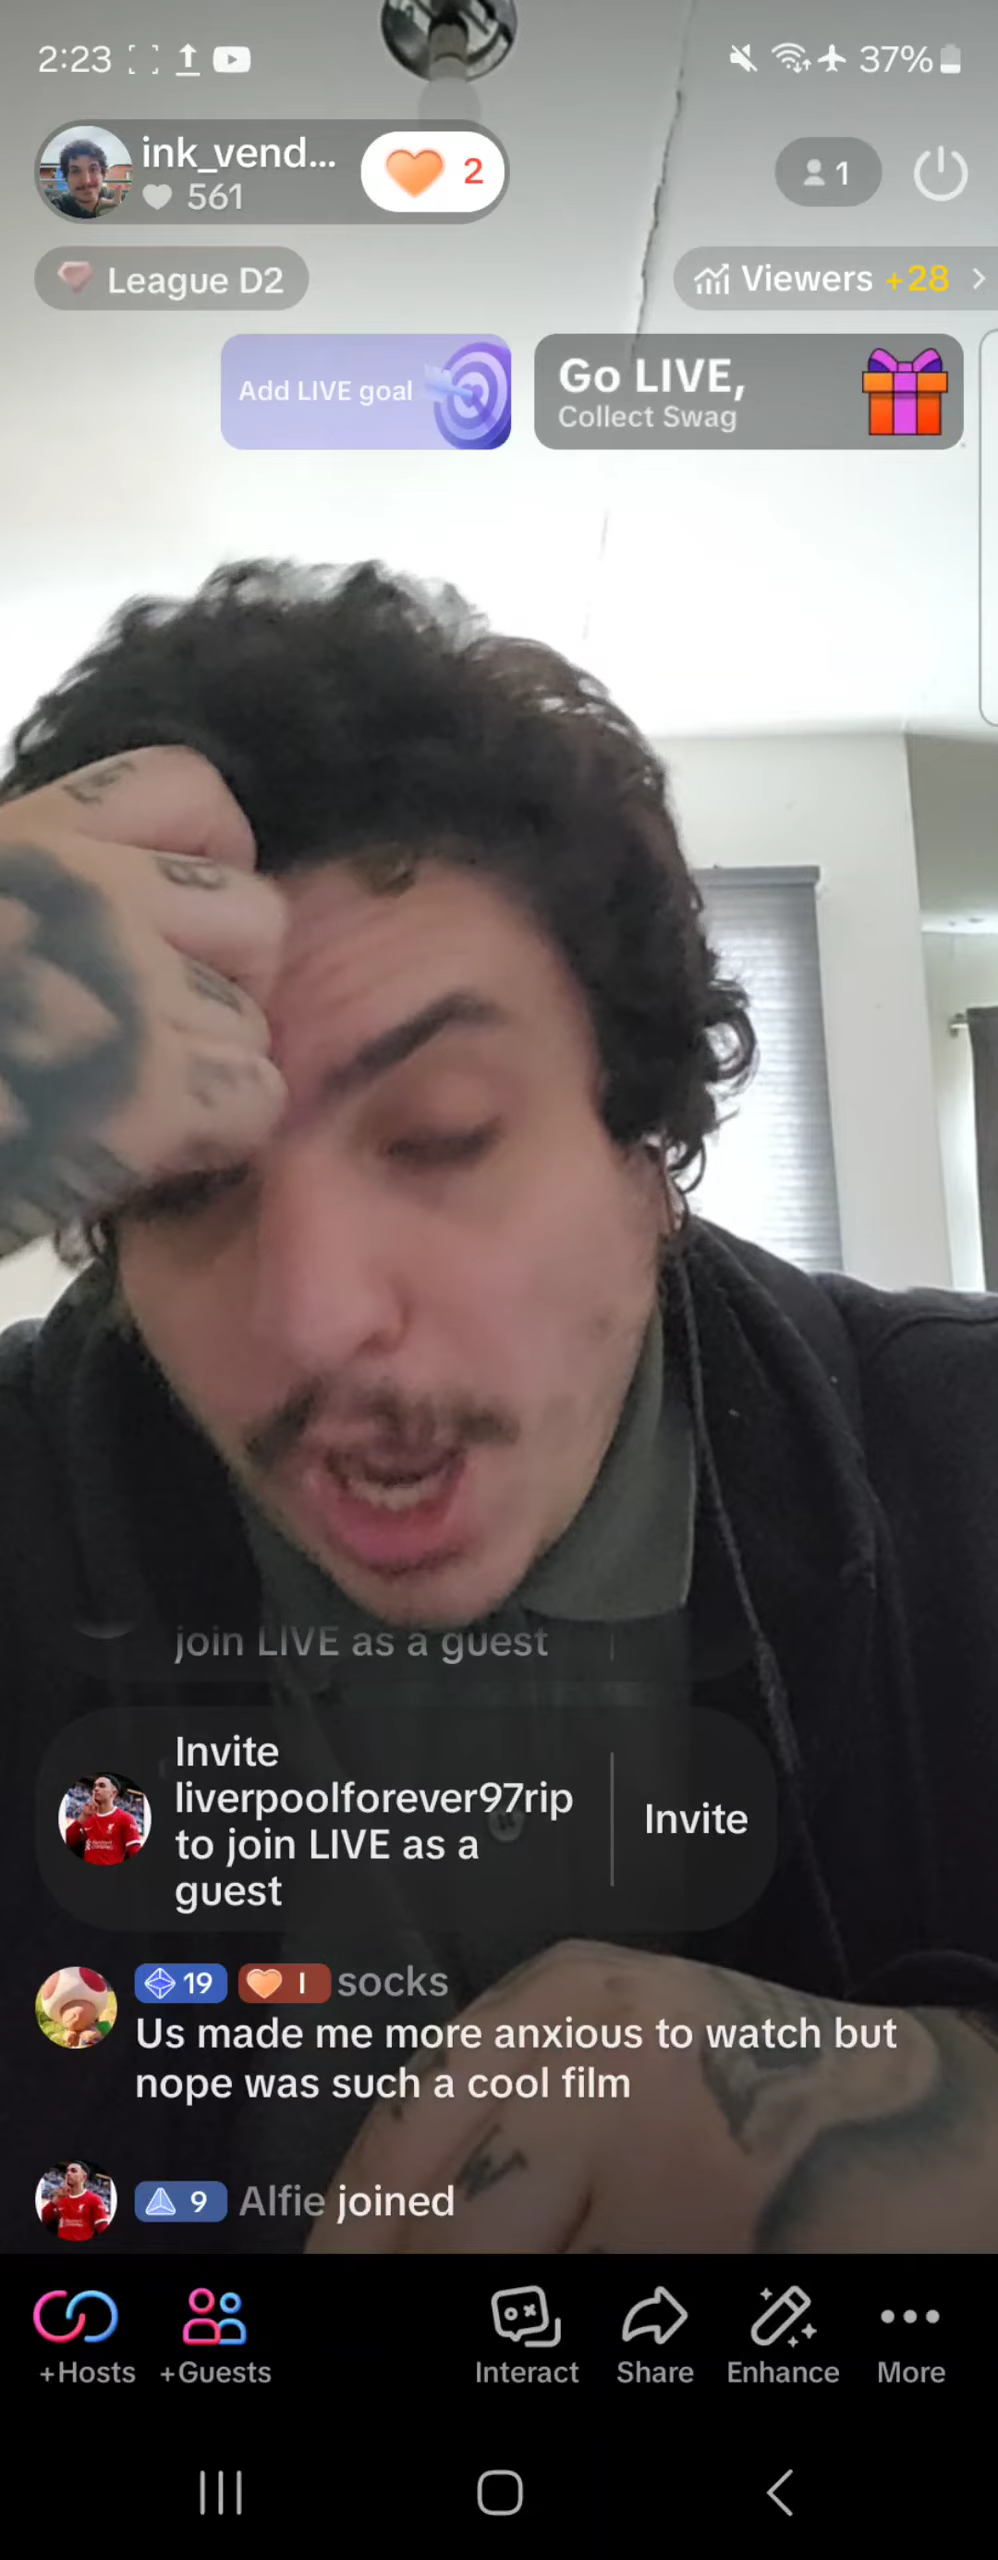 2:23
37%
ink_vend...
561
2
1
League D2
Viewers +28
Add LIVE goal
Go LIVE,
Collect Swag
join LIVE as a guest
Invite
liverpoolforever97rip
to join LIVE as a
guest
Invite
19 I socks
Us made me more anxious to watch but
nope was such a cool film
9 Alfie joined
+Hosts
+Guests
Interact
Share
Enhance
More